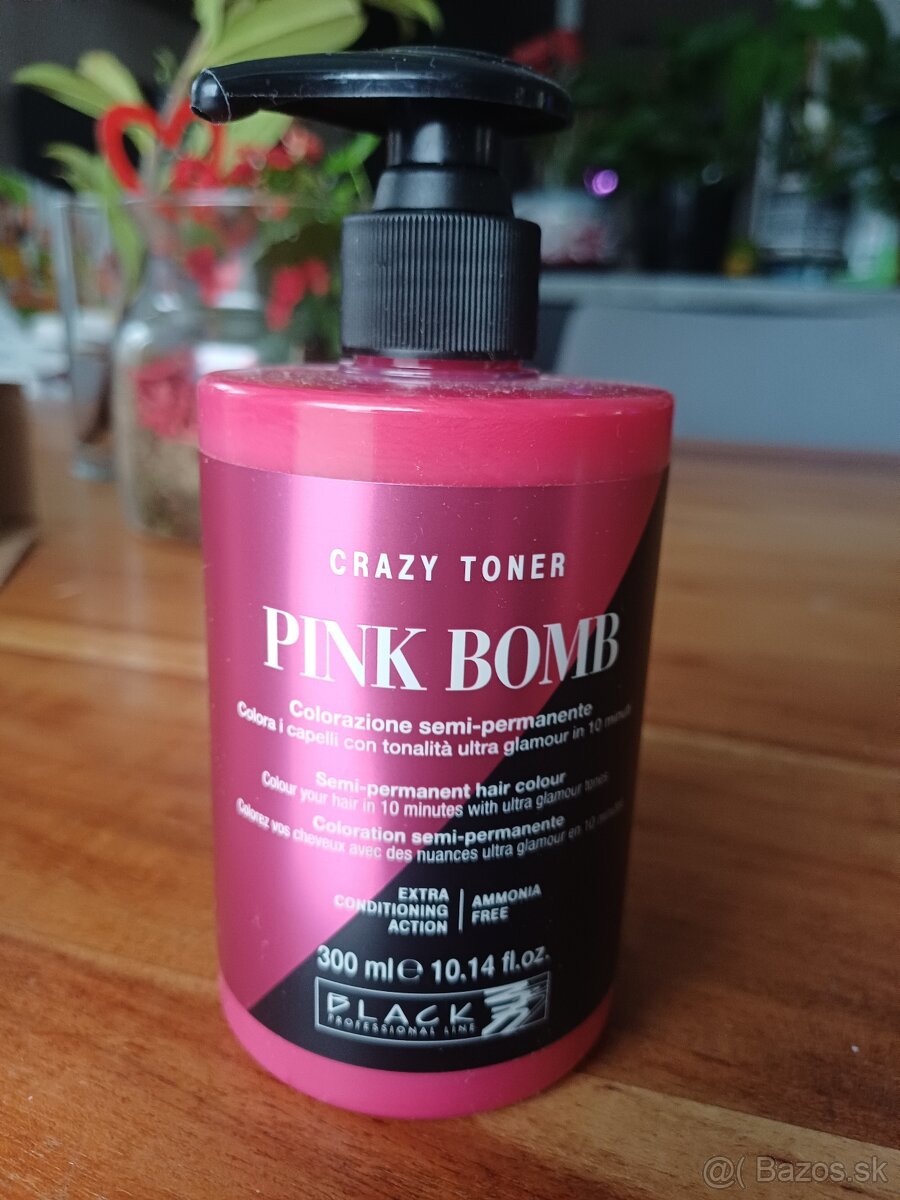 CRAZY TONER
PINK BOMB
Colorazione semi-permanente
Colora i capelli con tonalità ultra glamour in 10 minuti
Semi-permanent hair colour
Colour your hair in 10 minutes with ultra glamour tones
Coloration semi-permanente
Colorez vos cheveux avec des nuances ultra glamour en 10 minutes
EXTRA
CONDITIONING
ACTION
AMMONIA
FREE
300 ml ℮ 10.14 fl.oz.
BLACK
PROFESSIONAL LINE
@( Bazos.sk